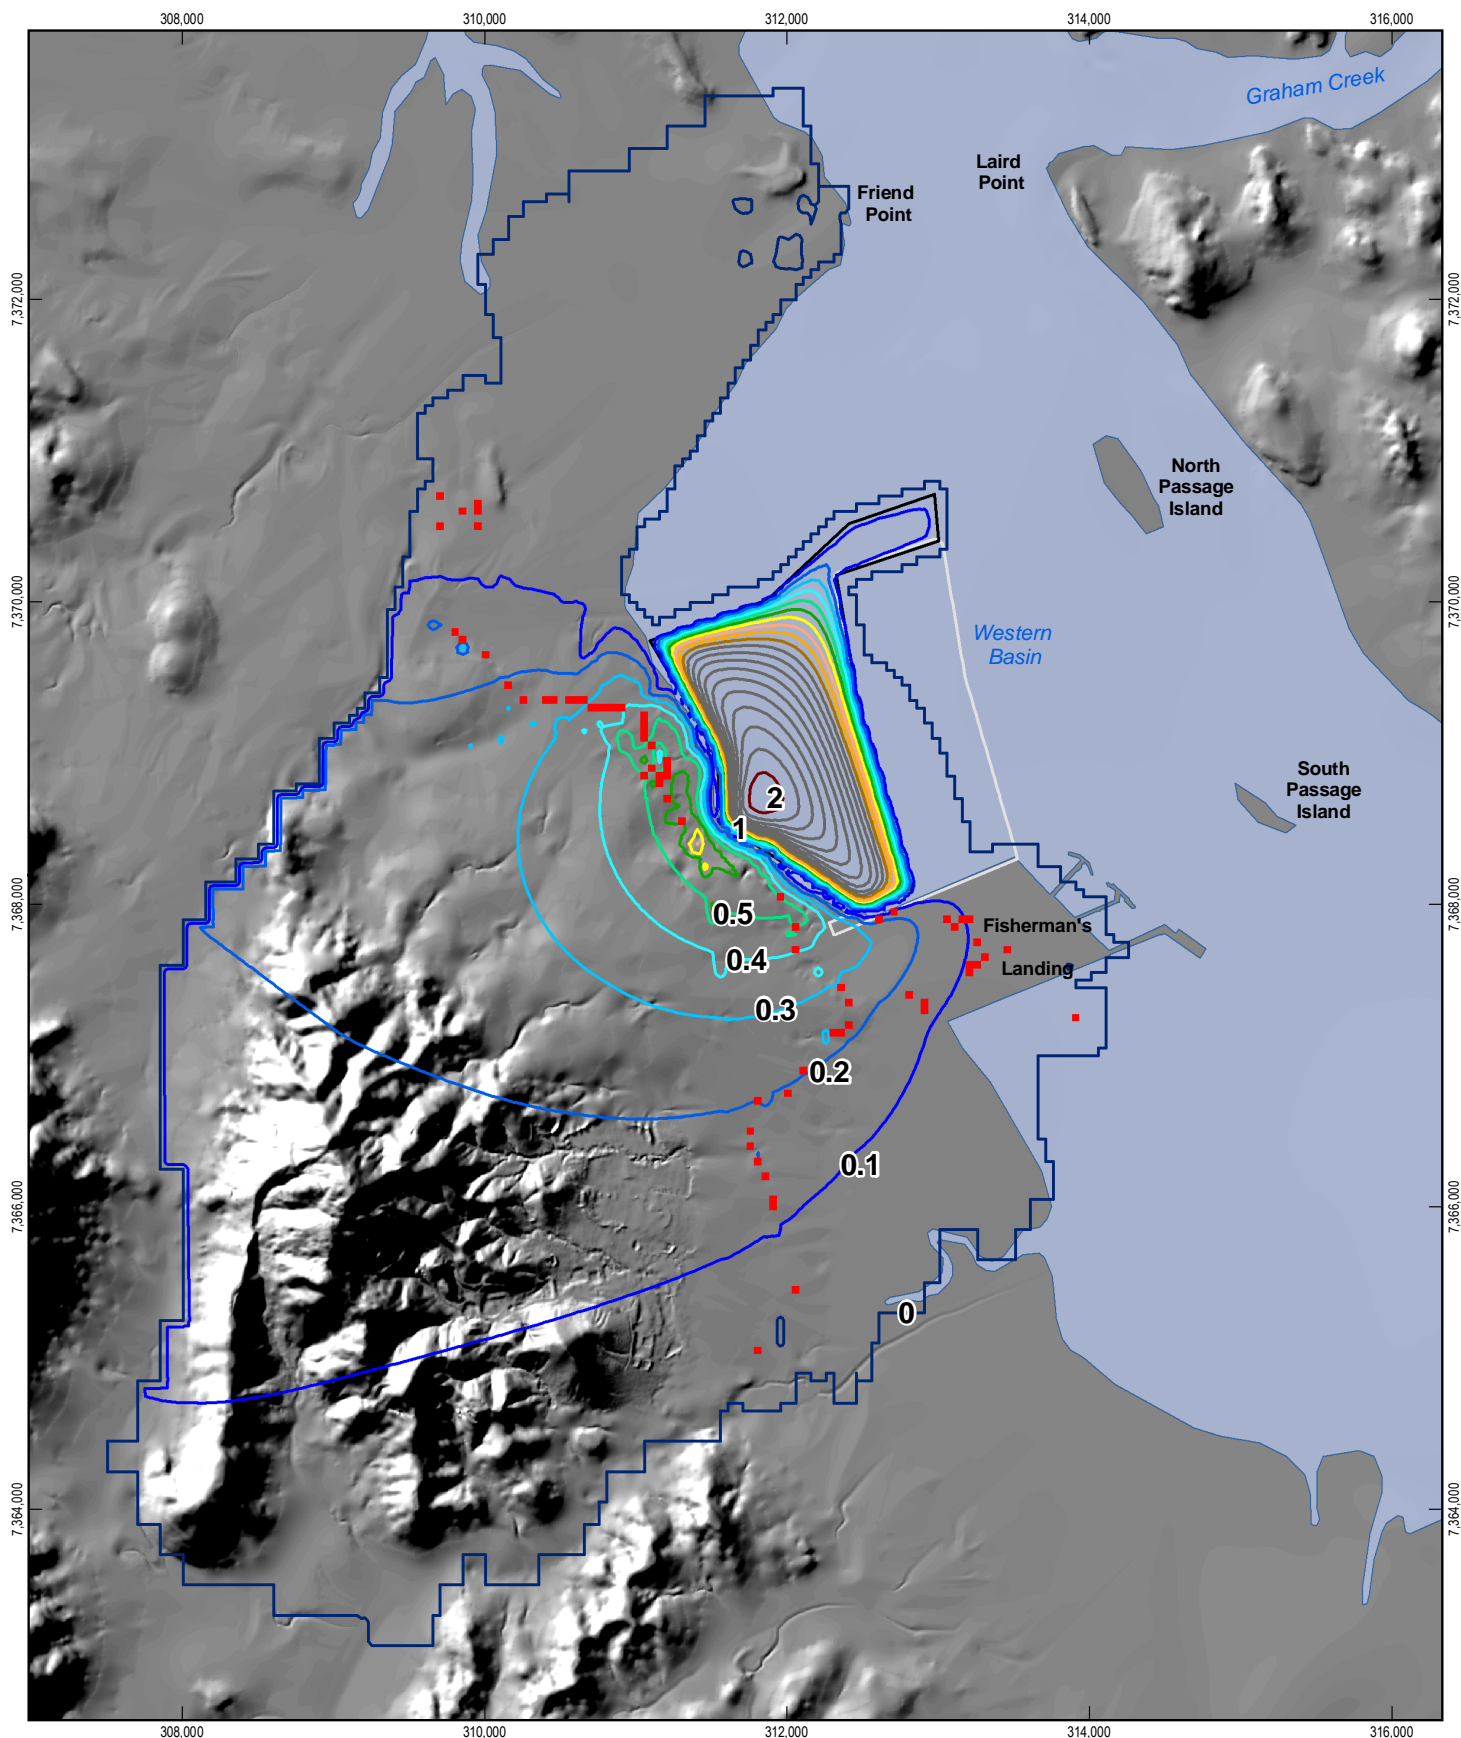 308,000
310,000
312,000
314,000
316,000
Graham Creek
Laird
Point
Friend
Point
7,372,000
7,372,000
North
Passage
Island
7,370,000
7,370,000
Western
Basin
South
Passage
Island
2
1
7,368,000
7,368,000
0.5
Fisherman's
Landing
0.4
0.3
0.2
0.1
7,366,000
7,366,000
0
7,364,000
7,364,000
308,000
310,000
312,000
314,000
316,000